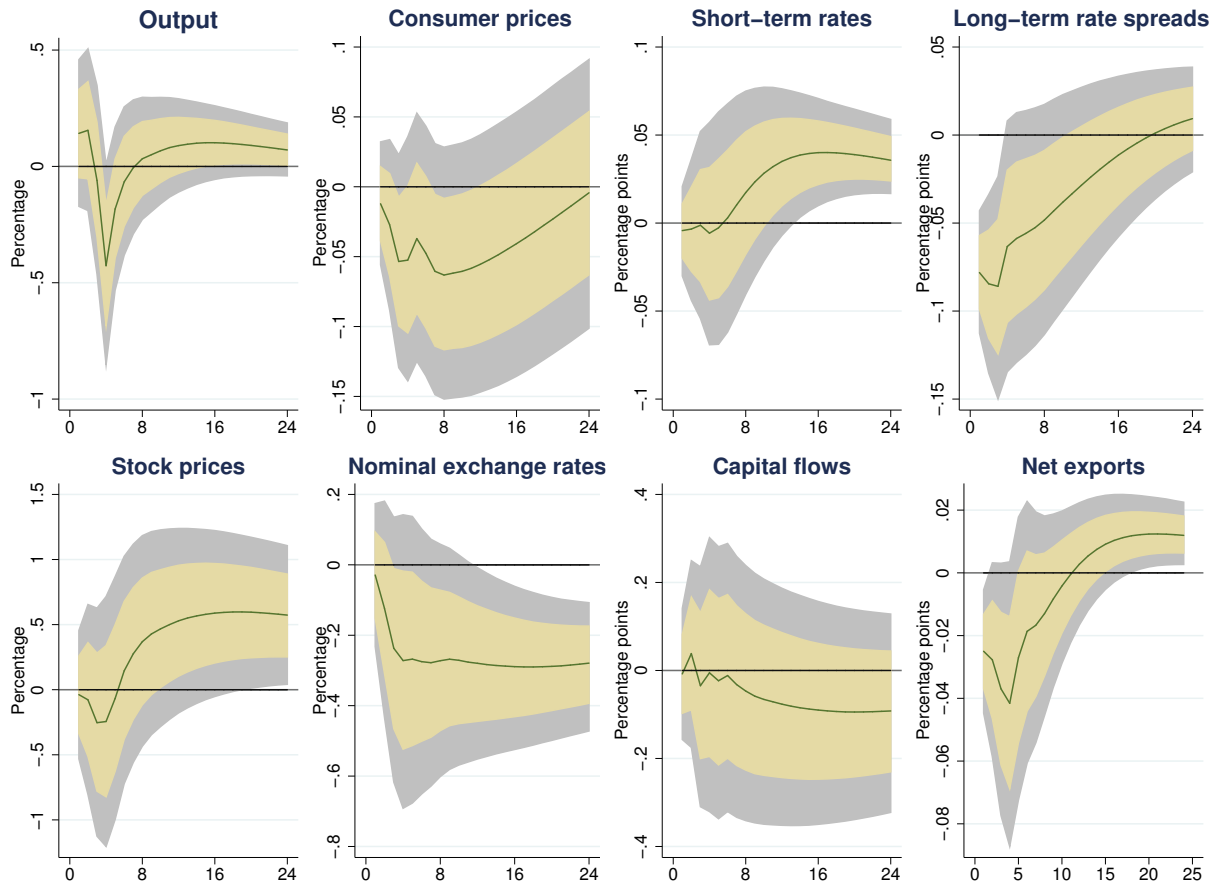 Output
Percentage
.5
0
−.5
−1
0 8 16 24
Consumer prices
Percentage
.1
.05
0
−.05
−.1
−.15
0 8 16 24
Short−term rates
Percentage points
.1
.05
0
−.05
−.1
0 8 16 24
Long−term rate spreads
Percentage points
.05
0
−.05
−.1
−.15
0 8 16 24
Stock prices
Percentage
1.5
1
.5
0
−.5
−1
0 8 16 24
Nominal exchange rates
Percentage
.2
0
−.2
−.4
−.6
−.8
0 8 16 24
Capital flows
Percentage points
.4
.2
0
−.2
−.4
0 8 16 24
Net exports
Percentage points
.02
0
−.02
−.04
−.06
−.08
0 5 10 15 20 25